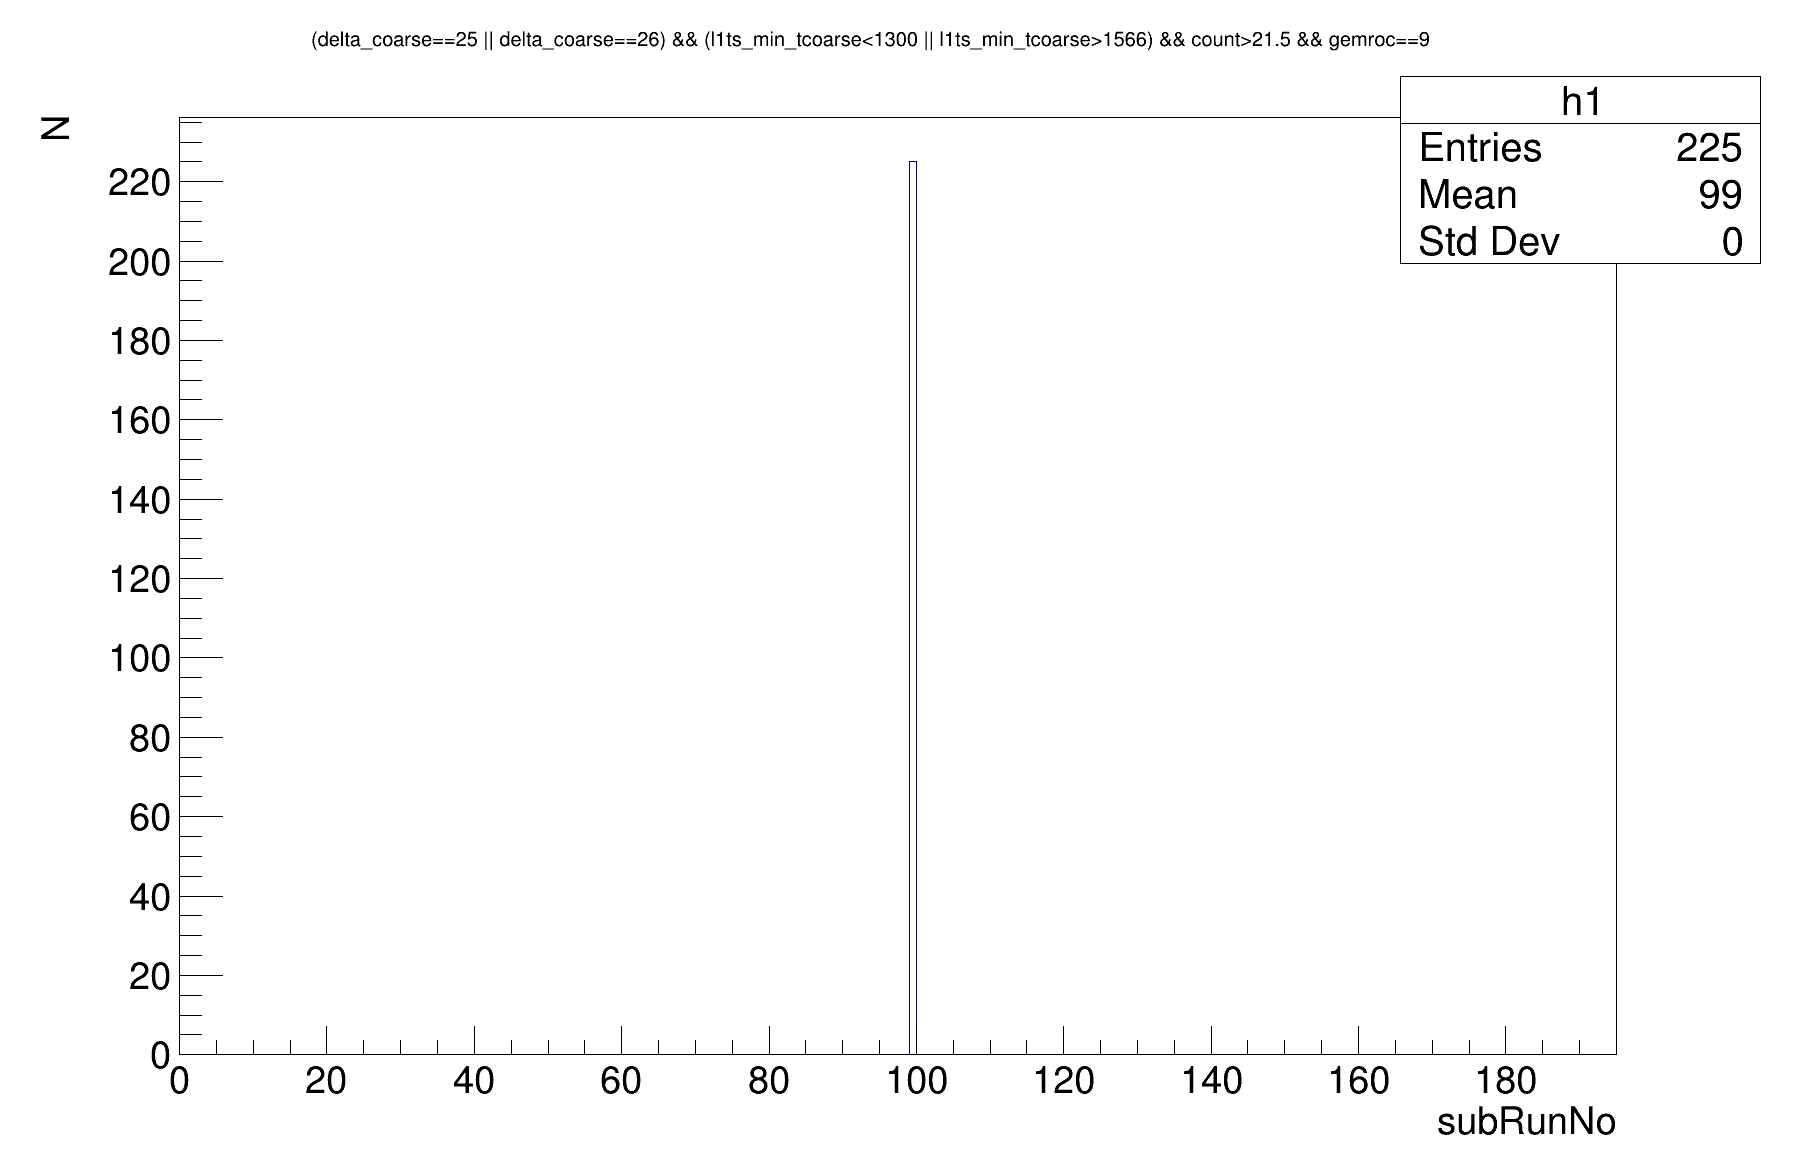 (delta_coarse==25 || delta_coarse==26) && (l1ts_min_tcoarse<1300 || l1ts_min_tcoarse>1566) && count>21.5 && gemroc==9
h1
Entries 225
Mean 99
Std Dev 0
N
220
200
180
160
140
120
100
80
60
40
20
0
0 20 40 60 80 100 120 140 160 180
subRunNo